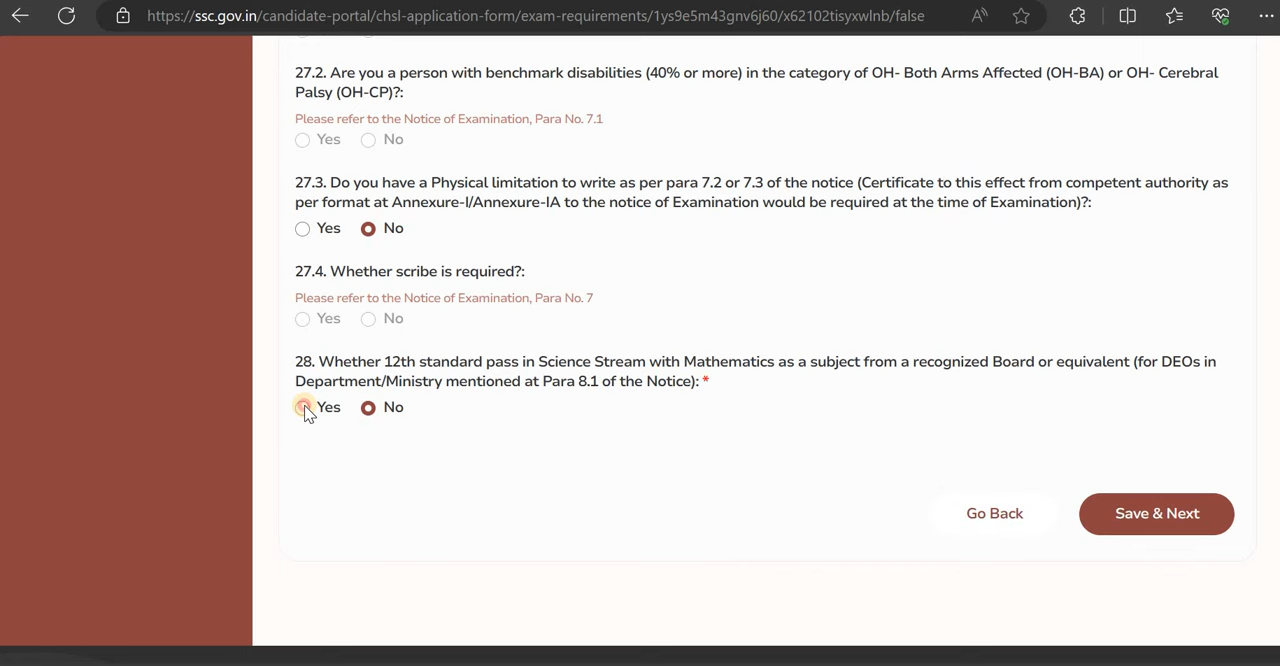 https://ssc.gov.in/candidate-portal/chsl-application-form/exam-requirements/1ys9e5m43gnv6j60/x62102tisyxwlnb/false
27.2. Are you a person with benchmark disabilities (40% or more) in the category of OH- Both Arms Affected (OH-BA) or OH- Cerebral
Palsy (OH-CP)?:
Please refer to the Notice of Examination, Para No. 7.1
Yes No
27.3. Do you have a Physical limitation to write as per para 7.2 or 7.3 of the notice (Certificate to this effect from competent authority as
per format at Annexure-I/Annexure-IA to the notice of Examination would be required at the time of Examination)?:
Yes No
27.4. Whether scribe is required?:
Please refer to the Notice of Examination, Para No. 7
Yes No
28. Whether 12th standard pass in Science Stream with Mathematics as a subject from a recognized Board or equivalent (for DEOs in
Department/Ministry mentioned at Para 8.1 of the Notice): *
Yes No
Go Back Save & Next